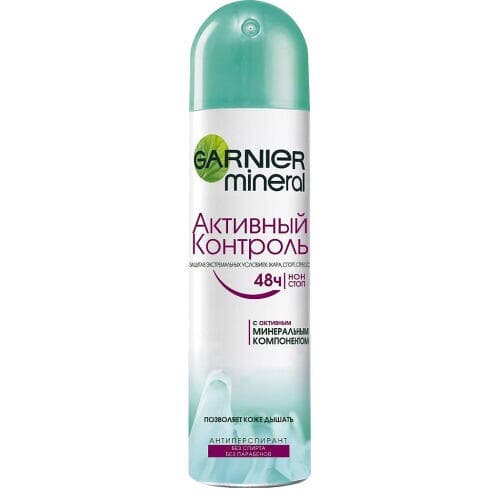 GARNIER
mineral
Активный
Контроль
ЗАЩИТА В ЭКСТРЕМАЛЬНЫХ УСЛОВИЯХ: ЖАРА, СПОРТ, СТРЕСС
48ч НОН
СТОП
С АКТИВНЫМ
МИНЕРАЛЬНЫМ
КОМПОНЕНТОМ
ПОЗВОЛЯЕТ КОЖЕ ДЫШАТЬ
АНТИПЕРСПИРАНТ
БЕЗ СПИРТА
БЕЗ ПАРАБЕНОВ